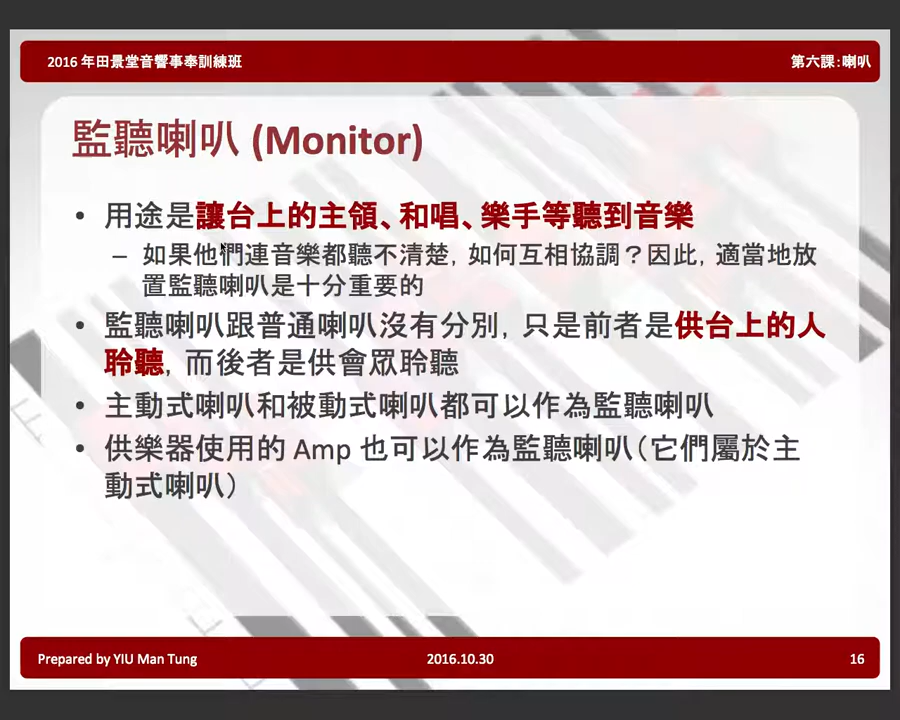 2016 年田景堂音響事奉訓練班
第六課：喇叭
監聽喇叭 (Monitor)
• 用途是讓台上的主領、和唱、樂手等聽到音樂
– 如果他們連音樂都聽不清楚，如何互相協調？因此，適當地放
置監聽喇叭是十分重要的
• 監聽喇叭跟普通喇叭沒有分別，只是前者是供台上的人
聆聽，而後者是供會眾聆聽
• 主動式喇叭和被動式喇叭都可以作為監聽喇叭
• 供樂器使用的 Amp 也可以作為監聽喇叭（它們屬於主
動式喇叭）
Prepared by YIU Man Tung
2016.10.30
16